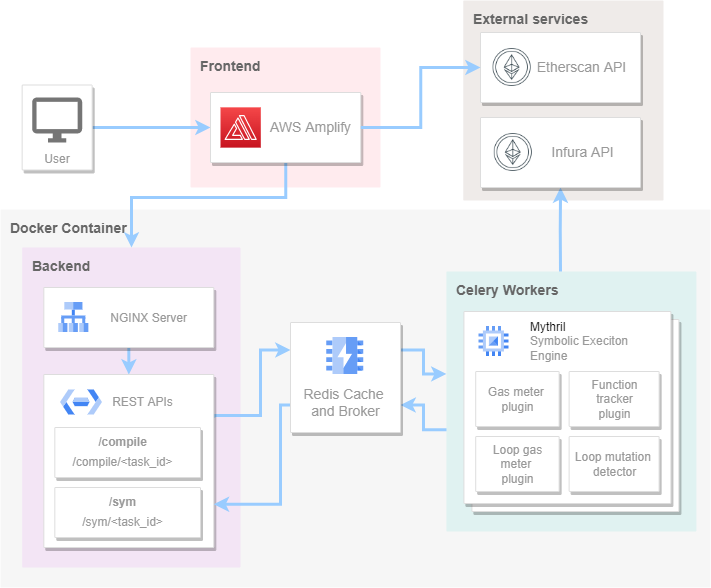 External services
Etherscan API
Infura API
Frontend
AWS Amplify
User
Docker Container
Backend
NGINX Server
REST APIs
/compile
/compile/<task_id>
/sym
/sym/<task_id>
Redis Cache
and Broker
Celery Workers
Mythril
Symbolic Execiton
Engine
Gas meter
plugin
Function
tracker
plugin
Loop gas
meter
plugin
Loop mutation
detector